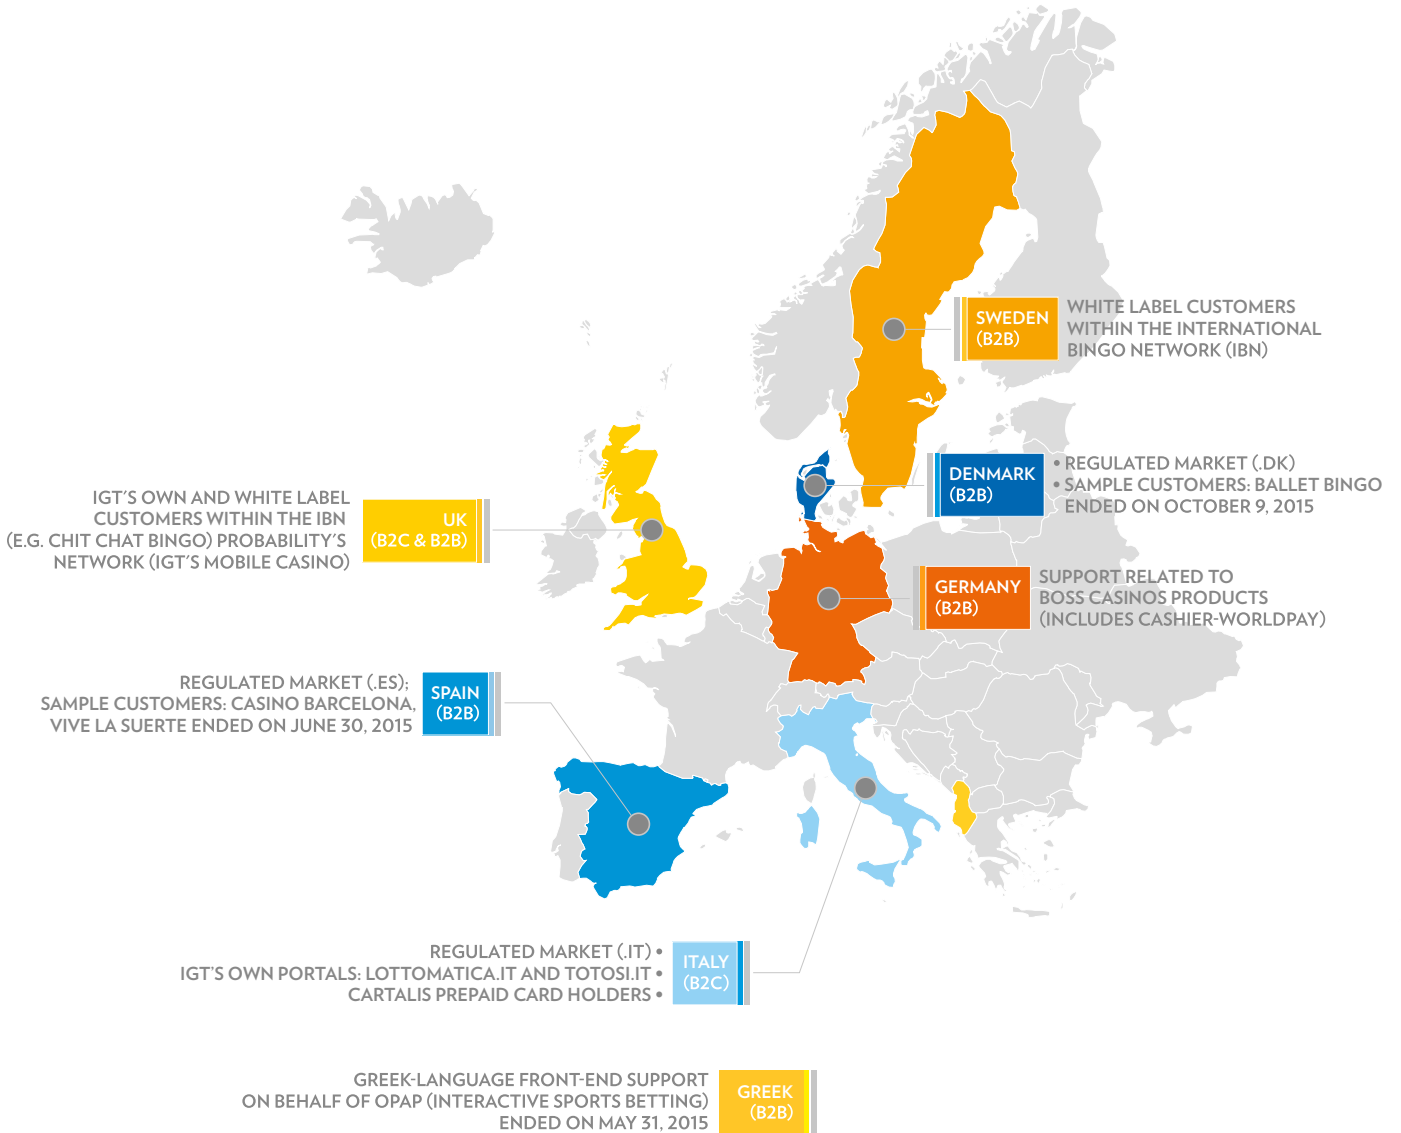 WHITE LABEL CUSTOMERS
WITHIN THE INTERNATIONAL
BINGO NETWORK (IBN)
SWEDEN
(B2B)
• REGULATED MARKET (.DK)
• SAMPLE CUSTOMERS: BALLET BINGO
ENDED ON OCTOBER 9, 2015
DENMARK
(B2B)
IGT´S OWN AND WHITE LABEL
CUSTOMERS WITHIN THE IBN
(E.G. CHIT CHAT BINGO) PROBABILITY´S
NETWORK (IGT´S MOBILE CASINO)
UK
(B2C & B2B)
GERMANY
(B2B)
SUPPORT RELATED TO
BOSS CASINOS PRODUCTS
(INCLUDES CASHIER-WORLDPAY)
REGULATED MARKET (.ES);
SAMPLE CUSTOMERS: CASINO BARCELONA,
VIVE LA SUERTE ENDED ON JUNE 30, 2015
SPAIN
(B2B)
REGULATED MARKET (.IT) •
IGT'S OWN PORTALS: LOTTOMATICA.IT AND TOTOSI.IT •
CARTALIS PREPAID CARD HOLDERS •
ITALY
(B2C)
GREEK-LANGUAGE FRONT-END SUPPORT
ON BEHALF OF OPAP (INTERACTIVE SPORTS BETTING)
ENDED ON MAY 31, 2015
GREEK
(B2B)